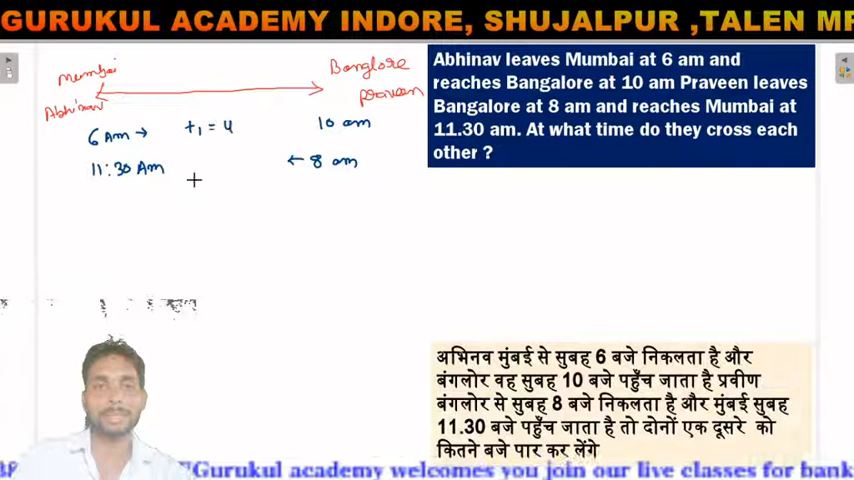 GURUKUL ACADEMY INDORE, SHUJALPUR ,TALEN MP
Mumbai
Banglore
Abhinav
Praveen
6 Am → t₁ = 4 10 am
11:30 Am ← 8 am
Abhinav leaves Mumbai at 6 am and
reaches Bangalore at 10 am Praveen leaves
Bangalore at 8 am and reaches Mumbai at
11.30 am. At what time do they cross each
other ?
अभिनव मुंबई से सुबह 6 बजे निकलता है और
बंगलोर वह सुबह 10 बजे पहुँच जाता है प्रवीण
बंगलोर से सुबह 8 बजे निकलता है और मुंबई सुबह
11.30 बजे पहुँच जाता है तो दोनों एक दूसरे को
कितने बजे पार कर लेंगे
"Gurukul academy welcomes you join our live classes for bank